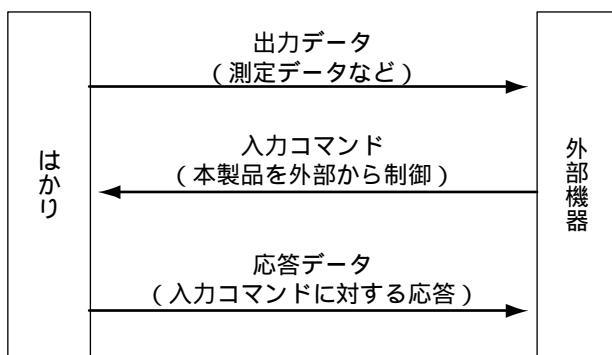 はかり
出力データ
（測定データなど）
入力コマンド
（本製品を外部から制御）
応答データ
（入力コマンドに対する応答）
外部機器